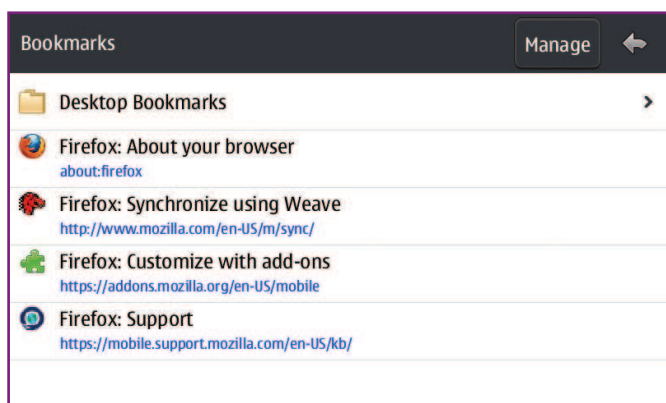 Bookmarks
Manage
Desktop Bookmarks
Firefox: About your browser
about:firefox
Firefox: Synchronize using Weave
http://www.mozilla.com/en-US/m/sync/
Firefox: Customize with add-ons
https://addons.mozilla.org/en-US/mobile
Firefox: Support
https://mobile.support.mozilla.com/en-US/kb/